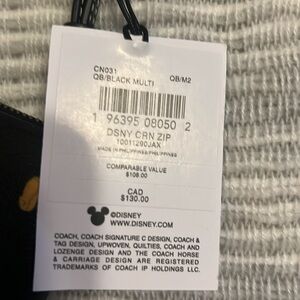 CN031
QB/BLACK MULTI QB/M2
1 96395 08050 2
DSNY CRN ZIP
10011290JAX
MADE IN PHILIPPINES/PHILIPPINES
COMPARABLE VALUE
$108.00
CAD
$130.00
©DISNEY
WWW.DISNEY.COM
COACH, COACH SIGNATURE C DESIGN, COACH &
TAG DESIGN, UPWOVEN, QUILTIES, COACH AND
LOZENGE DESIGN AND THE COACH HORSE
& CARRIAGE DESIGN ARE REGISTERED
TRADEMARKS OF COACH IP HOLDINGS LLC.